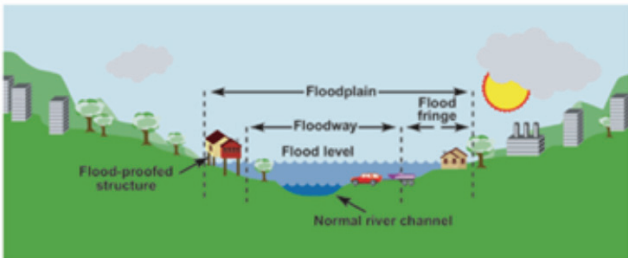 Floodplain
Flood
fringe
Floodway
Flood level
Flood-proofed
structure
Normal river channel